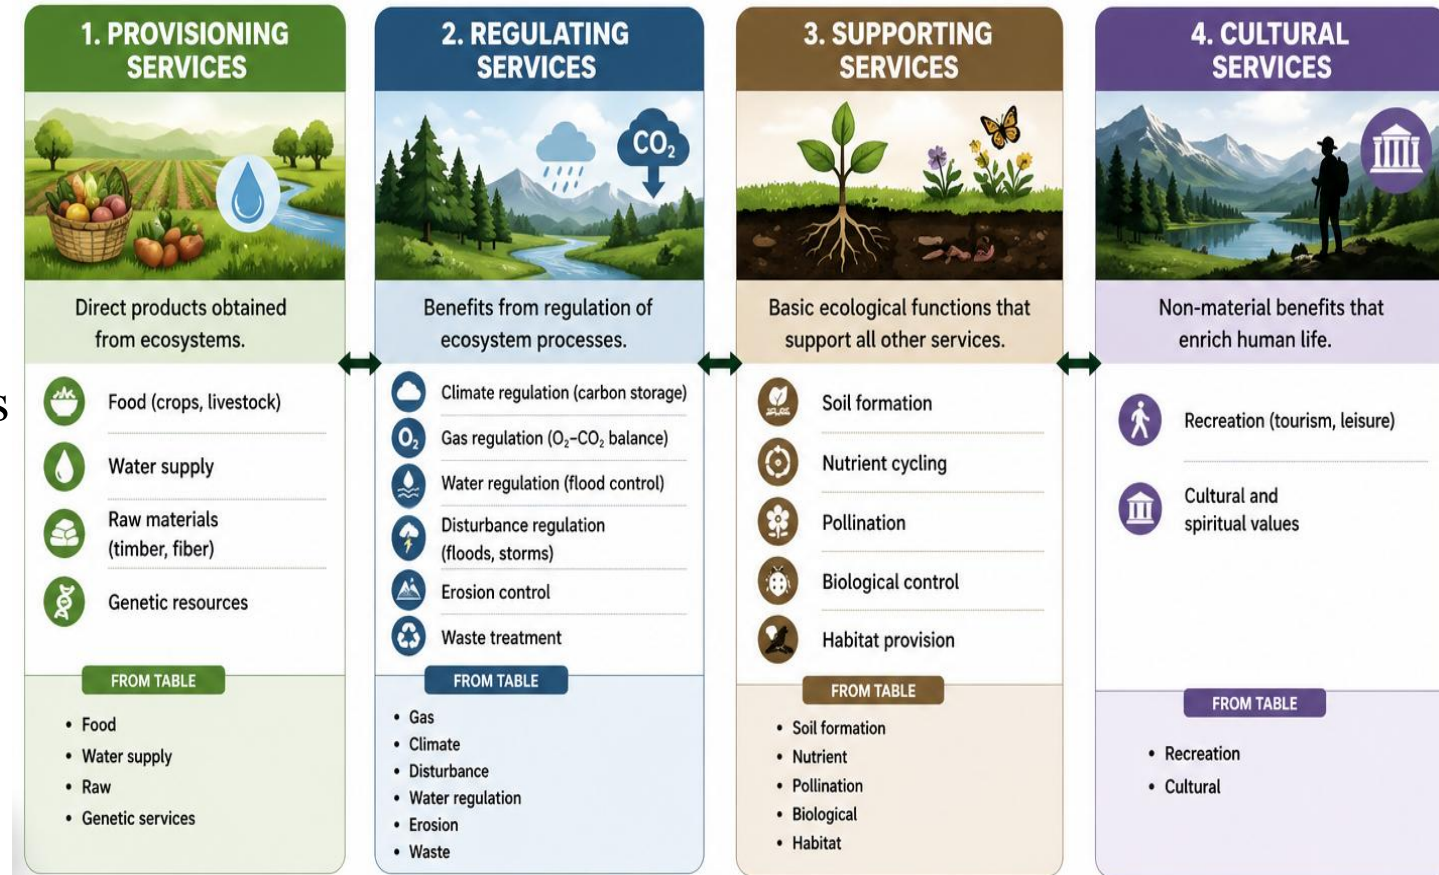 1. PROVISIONING
SERVICES
Direct products obtained
from ecosystems.
Food (crops, livestock)
Water supply
Raw materials
(timber, fiber)
Genetic resources
FROM TABLE
• Food
• Water supply
• Raw
• Genetic services
2. REGULATING
SERVICES
CO₂
Benefits from regulation of
ecosystem processes.
Climate regulation (carbon storage)
O₂
Gas regulation (O₂–CO₂ balance)
Water regulation (flood control)
Disturbance regulation
(floods, storms)
Erosion control
Waste treatment
FROM TABLE
• Gas
• Climate
• Disturbance
• Water regulation
• Erosion
• Waste
3. SUPPORTING
SERVICES
Basic ecological functions that
support all other services.
Soil formation
Nutrient cycling
Pollination
Biological control
Habitat provision
FROM TABLE
• Soil formation
• Nutrient
• Pollination
• Biological
• Habitat
4. CULTURAL
SERVICES
Non-material benefits that
enrich human life.
Recreation (tourism, leisure)
Cultural and
spiritual values
FROM TABLE
• Recreation
• Cultural